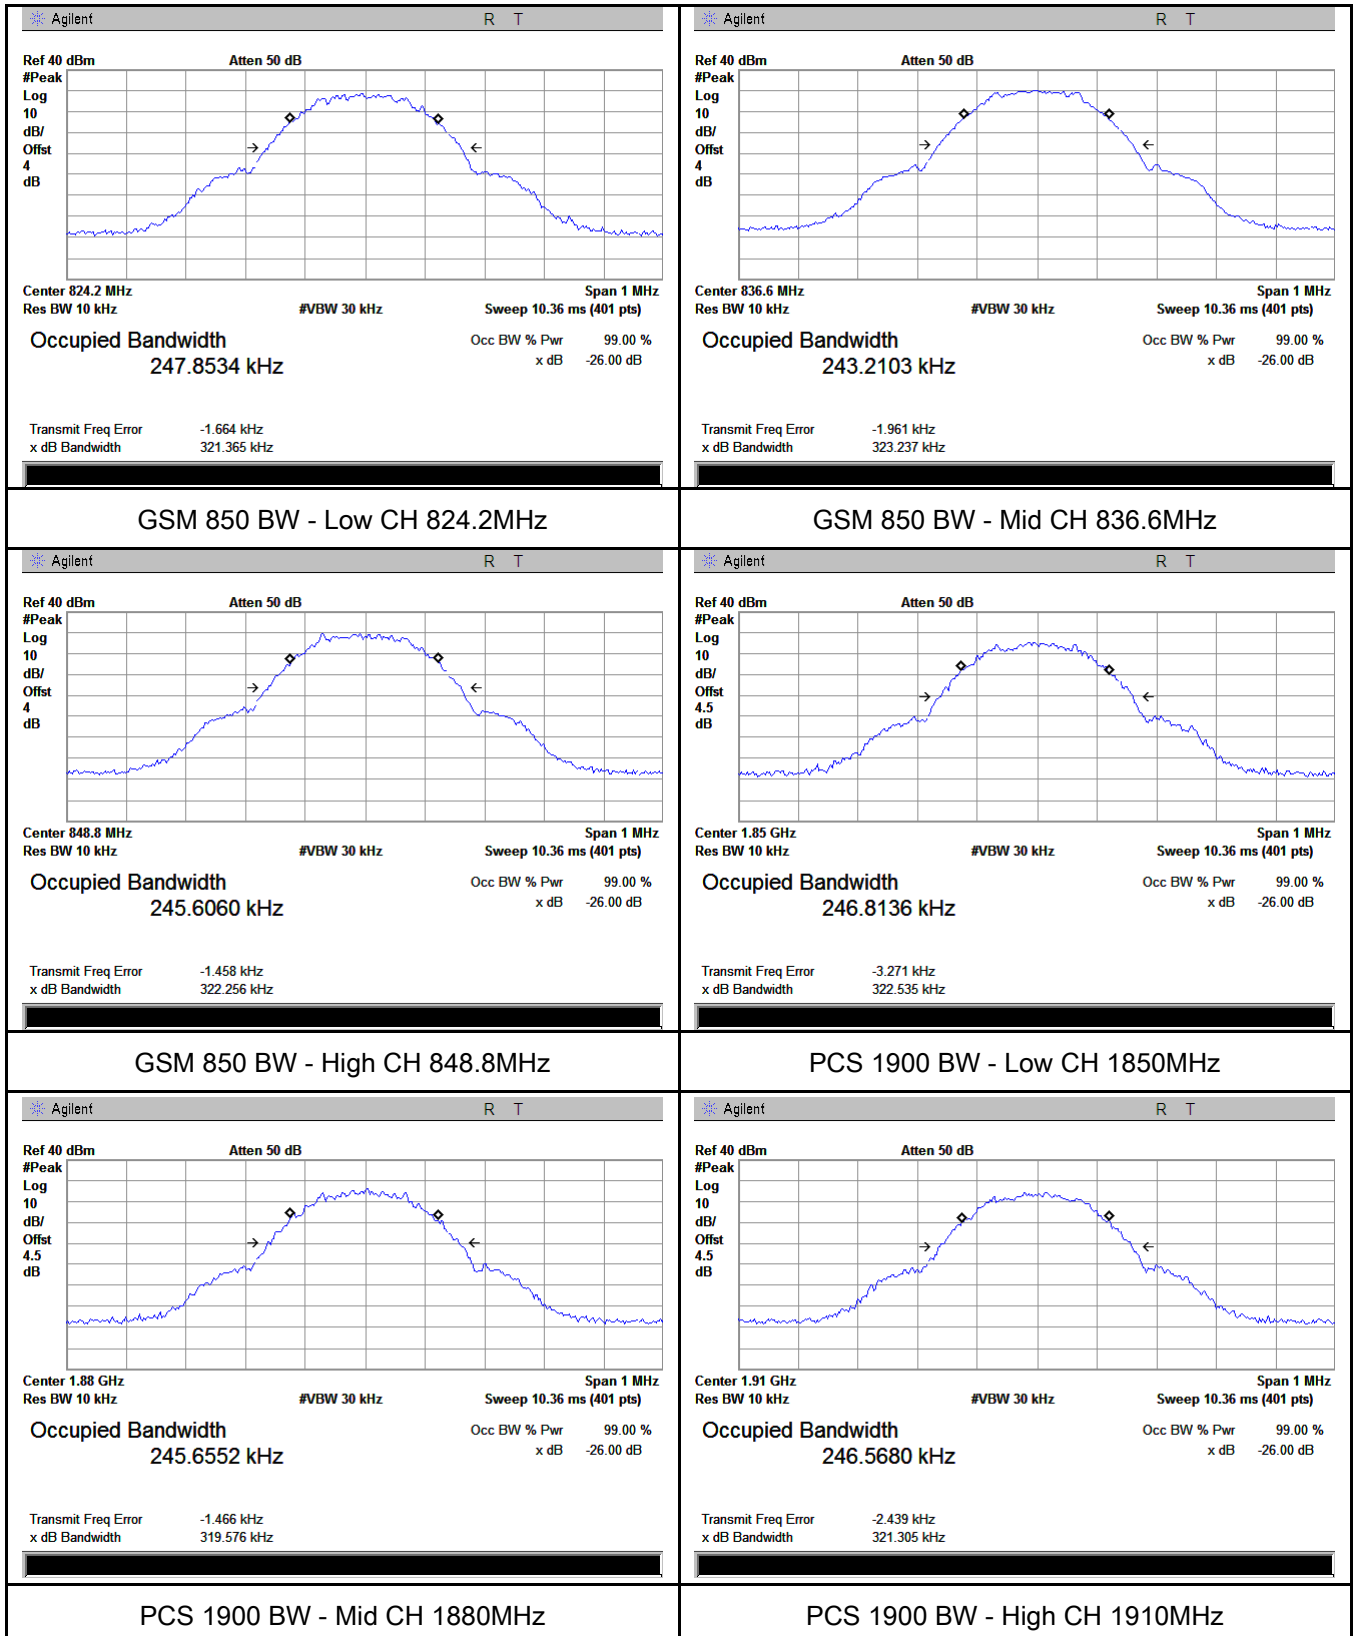 Agilent R T
Ref 40 dBm Atten 50 dB
#Peak
Log
10
dB/
Offst
4
dB
Center 824.2 MHz Span 1 MHz
Res BW 10 kHz #VBW 30 kHz Sweep 10.36 ms (401 pts)
Occupied Bandwidth Occ BW % Pwr 99.00 %
247.8534 kHz x dB -26.00 dB
Transmit Freq Error -1.664 kHz
x dB Bandwidth 321.365 kHz
GSM 850 BW - Low CH 824.2MHz
Agilent R T
Ref 40 dBm Atten 50 dB
#Peak
Log
10
dB/
Offst
4
dB
Center 836.6 MHz Span 1 MHz
Res BW 10 kHz #VBW 30 kHz Sweep 10.36 ms (401 pts)
Occupied Bandwidth Occ BW % Pwr 99.00 %
243.2103 kHz x dB -26.00 dB
Transmit Freq Error -1.961 kHz
x dB Bandwidth 323.237 kHz
GSM 850 BW - Mid CH 836.6MHz
Agilent R T
Ref 40 dBm Atten 50 dB
#Peak
Log
10
dB/
Offst
4
dB
Center 848.8 MHz Span 1 MHz
Res BW 10 kHz #VBW 30 kHz Sweep 10.36 ms (401 pts)
Occupied Bandwidth Occ BW % Pwr 99.00 %
245.6060 kHz x dB -26.00 dB
Transmit Freq Error -1.458 kHz
x dB Bandwidth 322.256 kHz
GSM 850 BW - High CH 848.8MHz
Agilent R T
Ref 40 dBm Atten 50 dB
#Peak
Log
10
dB/
Offst
4.5
dB
Center 1.85 GHz Span 1 MHz
Res BW 10 kHz #VBW 30 kHz Sweep 10.36 ms (401 pts)
Occupied Bandwidth Occ BW % Pwr 99.00 %
246.8136 kHz x dB -26.00 dB
Transmit Freq Error -3.271 kHz
x dB Bandwidth 322.535 kHz
PCS 1900 BW - Low CH 1850MHz
Agilent R T
Ref 40 dBm Atten 50 dB
#Peak
Log
10
dB/
Offst
4.5
dB
Center 1.88 GHz Span 1 MHz
Res BW 10 kHz #VBW 30 kHz Sweep 10.36 ms (401 pts)
Occupied Bandwidth Occ BW % Pwr 99.00 %
245.6552 kHz x dB -26.00 dB
Transmit Freq Error -1.466 kHz
x dB Bandwidth 319.576 kHz
PCS 1900 BW - Mid CH 1880MHz
Agilent R T
Ref 40 dBm Atten 50 dB
#Peak
Log
10
dB/
Offst
4.5
dB
Center 1.91 GHz Span 1 MHz
Res BW 10 kHz #VBW 30 kHz Sweep 10.36 ms (401 pts)
Occupied Bandwidth Occ BW % Pwr 99.00 %
246.5680 kHz x dB -26.00 dB
Transmit Freq Error -2.439 kHz
x dB Bandwidth 321.305 kHz
PCS 1900 BW - High CH 1910MHz